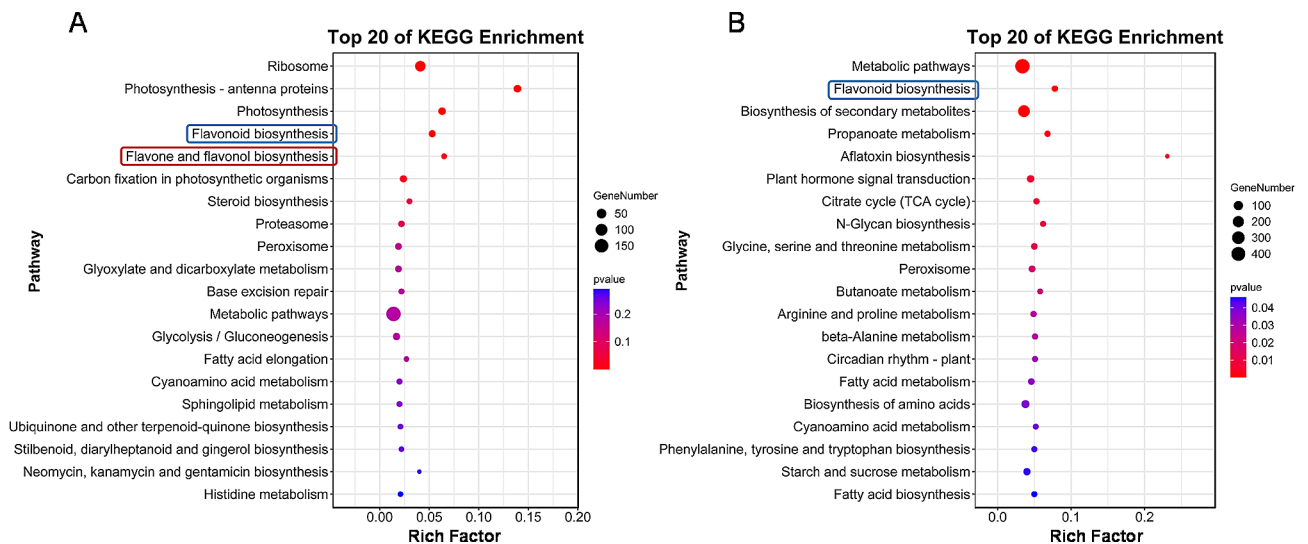 A
Top 20 of KEGG Enrichment
Pathway
Ribosome
Photosynthesis - antenna proteins
Photosynthesis
Flavonoid biosynthesis
Flavone and flavonol biosynthesis
Carbon fixation in photosynthetic organisms
Steroid biosynthesis
Proteasome
Peroxisome
Glyoxylate and dicarboxylate metabolism
Base excision repair
Metabolic pathways
Glycolysis / Gluconeogenesis
Fatty acid elongation
Cyanoamino acid metabolism
Sphingolipid metabolism
Ubiquinone and other terpenoid-quinone biosynthesis
Stilbenoid, diarylheptanoid and gingerol biosynthesis
Neomycin, kanamycin and gentamicin biosynthesis
Histidine metabolism
0.00 0.05 0.10 0.15 0.20
Rich Factor
GeneNumber
50
100
150
pvalue
0.2
0.1
B
Top 20 of KEGG Enrichment
Pathway
Metabolic pathways
Flavonoid biosynthesis
Biosynthesis of secondary metabolites
Propanoate metabolism
Aflatoxin biosynthesis
Plant hormone signal transduction
Citrate cycle (TCA cycle)
N-Glycan biosynthesis
Glycine, serine and threonine metabolism
Peroxisome
Butanoate metabolism
Arginine and proline metabolism
beta-Alanine metabolism
Circadian rhythm - plant
Fatty acid metabolism
Biosynthesis of amino acids
Cyanoamino acid metabolism
Phenylalanine, tyrosine and tryptophan biosynthesis
Starch and sucrose metabolism
Fatty acid biosynthesis
0.0 0.1 0.2
Rich Factor
GeneNumber
100
200
300
400
pvalue
0.04
0.03
0.02
0.01